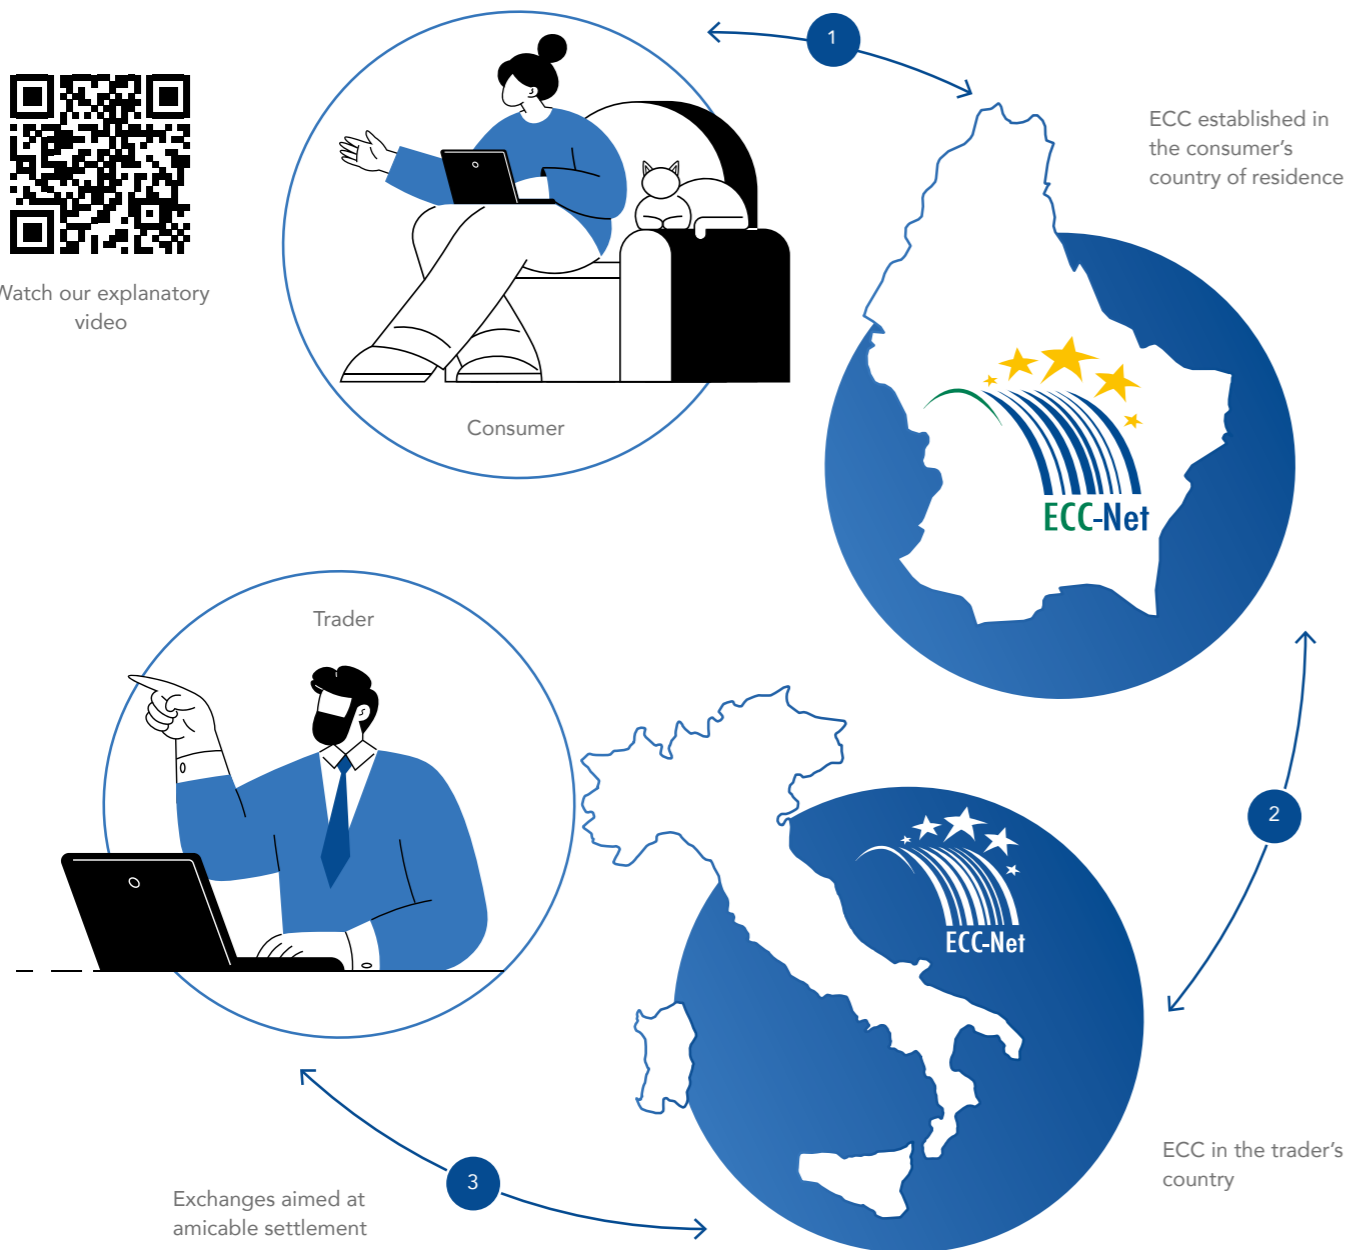 1
ECC established in
the consumer's
country of residence
Watch our explanatory
video
Consumer
ECC-Net
Trader
2
ECC-Net
ECC in the trader's
country
3
Exchanges aimed at
amicable settlement